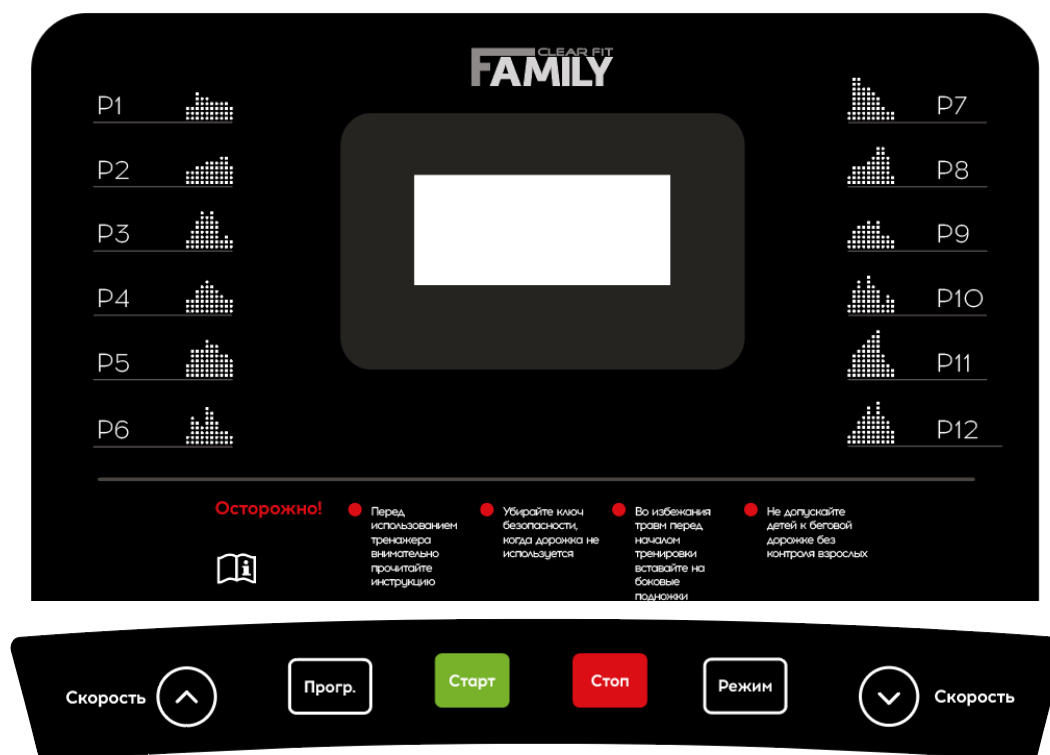 CLEAR FIT
FAMILY
P1
P2
P3
P4
P5
P6
P7
P8
P9
P10
P11
P12
Осторожно!
Перед
использованием
тренажера
внимательно
прочитайте
инструкцию
Убирайте ключ
безопасности,
когда дорожка не
используется
Во избежания
травм перед
началом
тренировки
вставайте на
боковые
подножки
Не допускайте
детей к беговой
дорожке без
контроля взрослых
Скорость
Прогр.
Старт
Стоп
Режим
Скорость